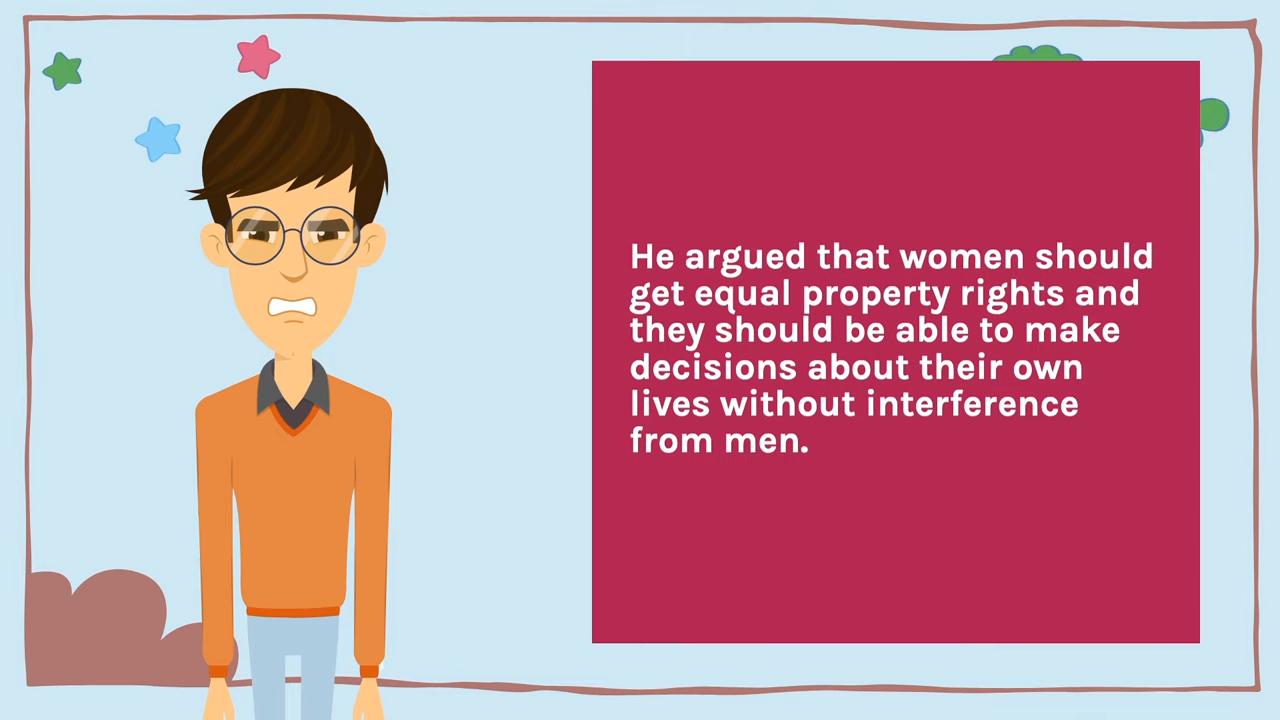 He argued that women should
get equal property rights and
they should be able to make
decisions about their own
lives without interference
from men.